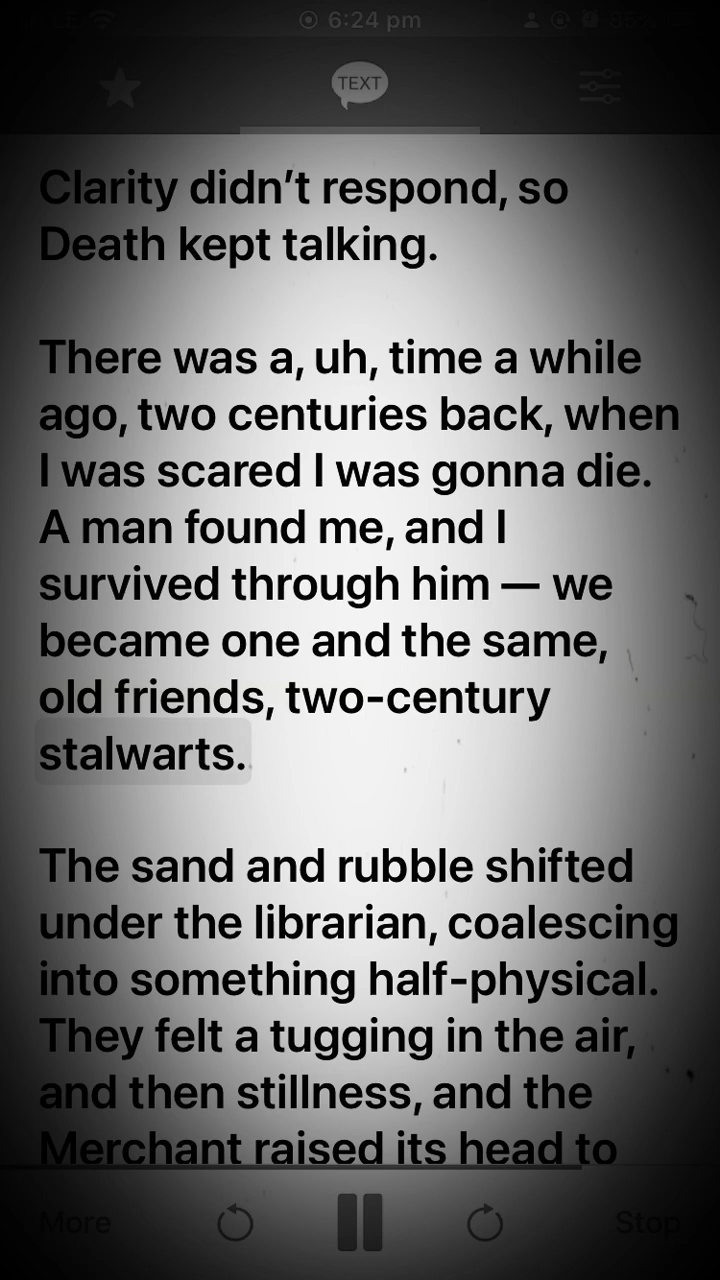 6:24 pm
TEXT
Clarity didn’t respond, so
Death kept talking.
There was a, uh, time a while
ago, two centuries back, when
I was scared I was gonna die.
A man found me, and I
survived through him — we
became one and the same,
old friends, two-century
stalwarts.
The sand and rubble shifted
under the librarian, coalescing
into something half-physical.
They felt a tugging in the air,
and then stillness, and the
Merchant raised its head to
More
Stop